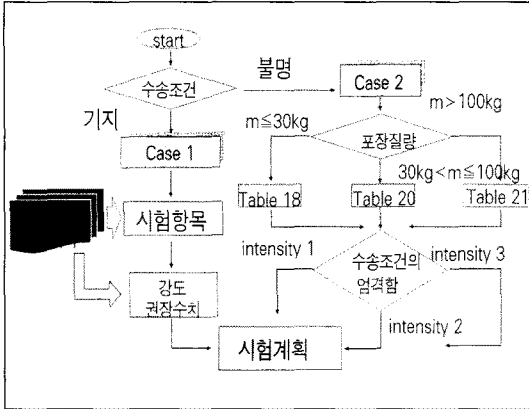 start
수송조건
불명
기지
Case 1
Case 2
m≦30kg
m>100kg
포장질량
30kg<m≦100kg
Table 18
Table 20
Table 21
시험항목
강도
권장수치
intensity 1
수송조건의
엄격함
intensity 3
intensity 2
시험계획